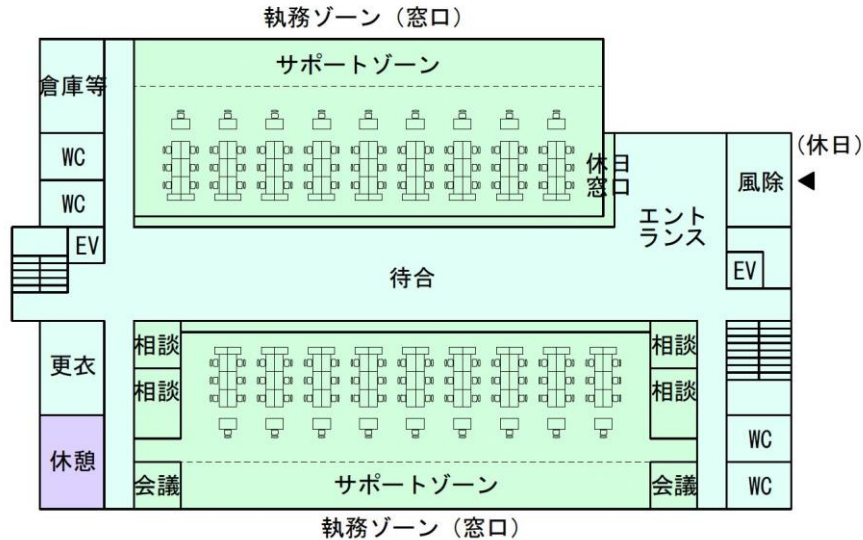 執務ゾーン（窓口）
サポートゾーン
倉庫等
WC
WC
EV
休日
窓口
エント
ランス
風除
(休日)
◀
EV
待合
相談
相談
相談
相談
更衣
休憩
会議
サポートゾーン
会議
WC
WC
執務ゾーン（窓口）